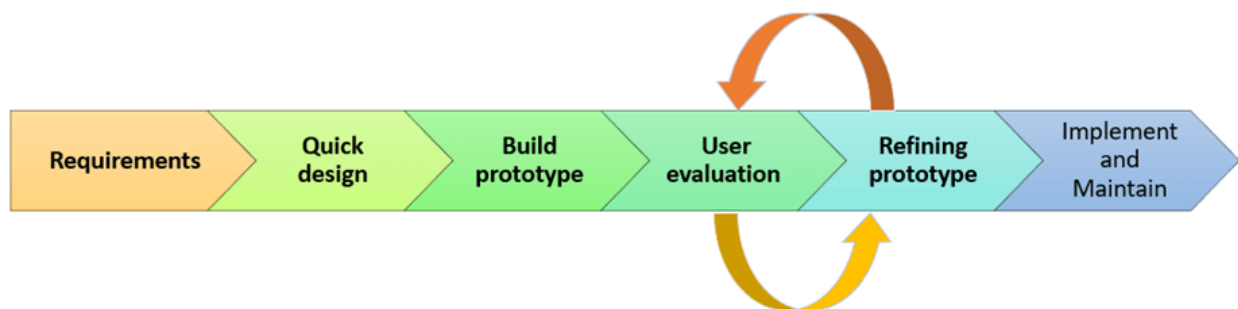 Requirements
Quick
design
Build
prototype
User
evaluation
Refining
prototype
Implement
and
Maintain